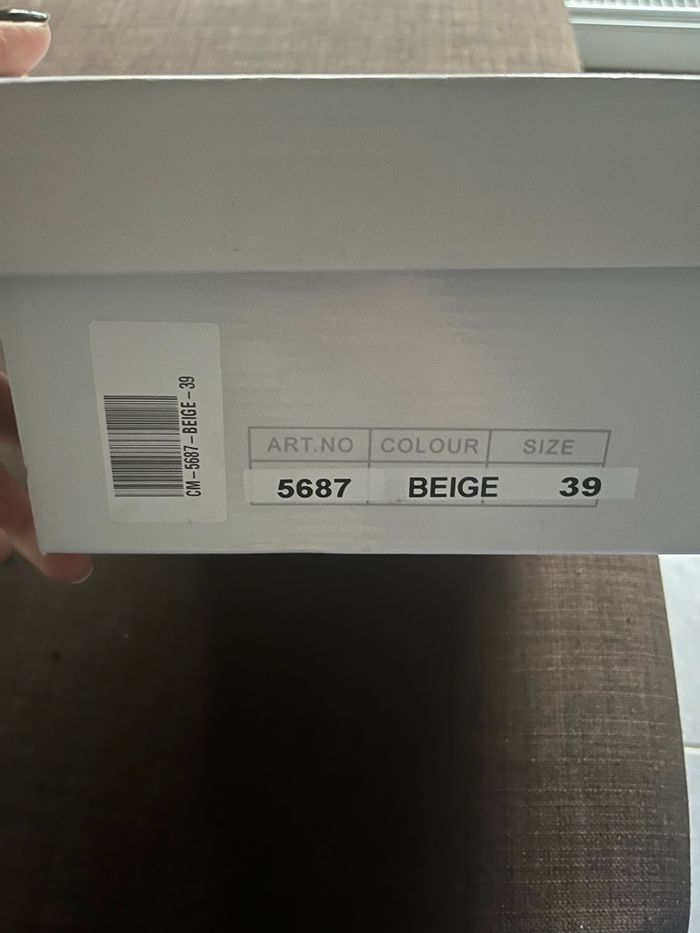 CM-5687-BEIGE-39
ART.NO COLOUR SIZE
5687 BEIGE 39